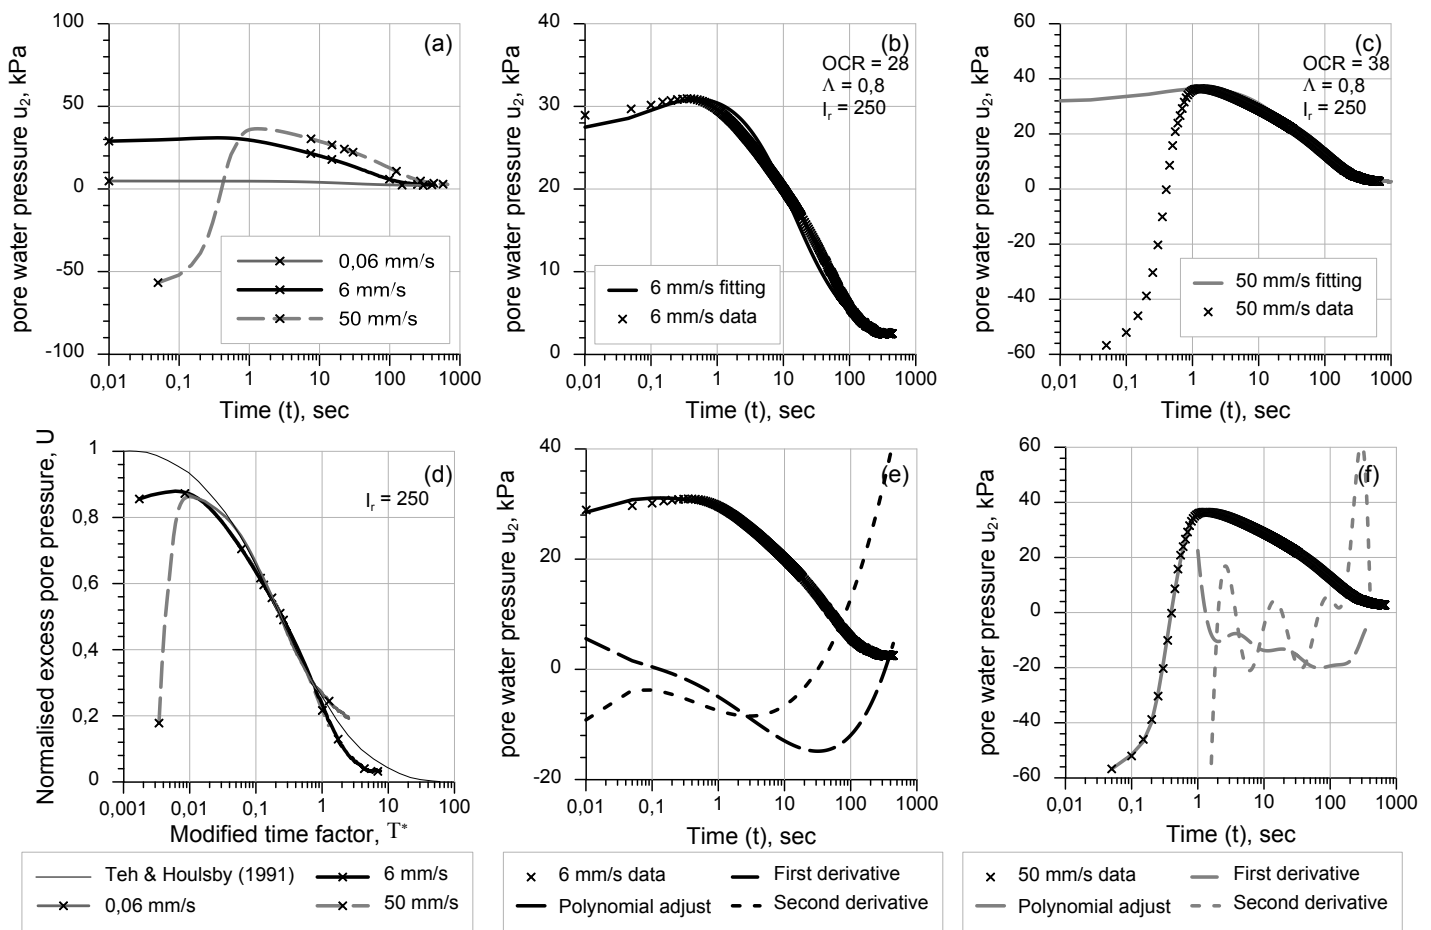 (a)
pore water pressure u2, kPa
100
50
0
-50
-100
0,01
0,1
1
10
100
1000
Time (t), sec
0,06 mm/s
6 mm/s
50 mm/s
(b)
OCR = 28
Λ = 0,8
Ir = 250
pore water pressure u2, kPa
40
30
20
10
0
0,01
0,1
1
10
100
1000
Time (t), sec
6 mm/s fitting
6 mm/s data
(c)
OCR = 38
Λ = 0,8
Ir = 250
pore water pressure u2, kPa
60
40
20
0
-20
-40
-60
0,01
0,1
1
10
100
1000
Time (t), sec
50 mm/s fitting
50 mm/s data
(d)
Ir = 250
Normalised excess pore pressure, U
1
0,8
0,6
0,4
0,2
0
0,001
0,01
0,1
1
10
100
Modified time factor, T*
Teh & Houlsby (1991)
6 mm/s
0,06 mm/s
50 mm/s
(e)
pore water pressure u2, kPa
40
20
0
-20
0,01
0,1
1
10
100
1000
Time (t), sec
6 mm/s data
First derivative
Polynomial adjust
Second derivative
(f)
pore water pressure u2, kPa
60
40
20
0
-20
-40
-60
0,01
0,1
1
10
100
1000
Time (t), sec
50 mm/s data
First derivative
Polynomial adjust
Second derivative